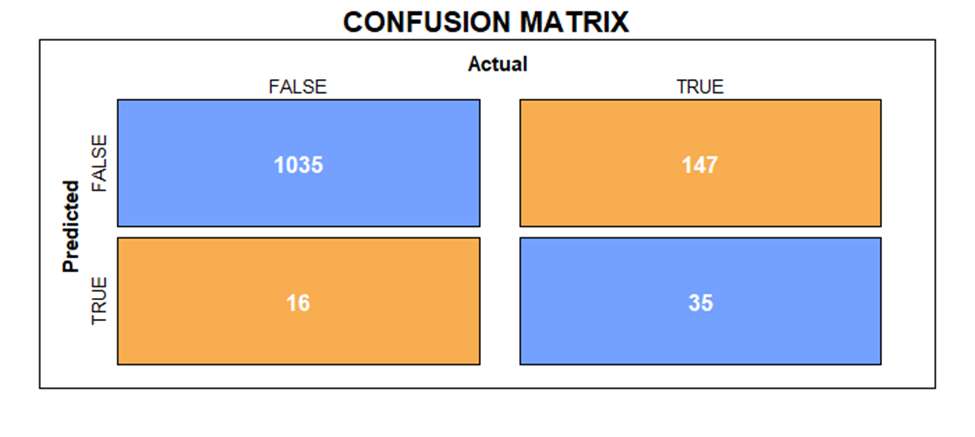 CONFUSION MATRIX
Actual
FALSE TRUE
Predicted
FALSE 1035 147
TRUE 16 35